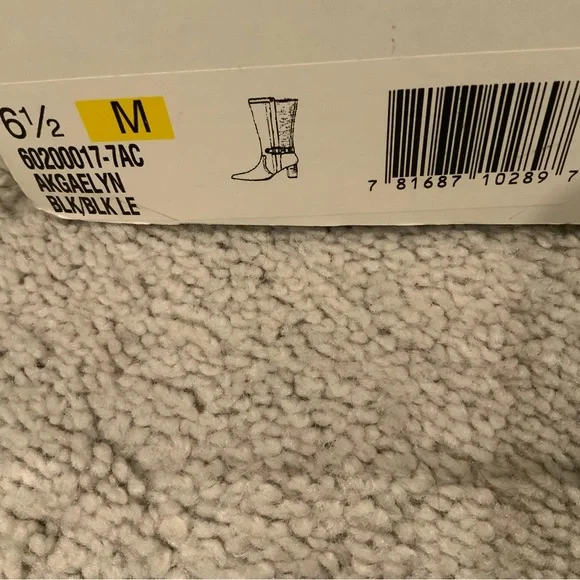 6½ M
60200017-7AC
AKGAELYN
BLK/BLK LE
7 81687 10289 7